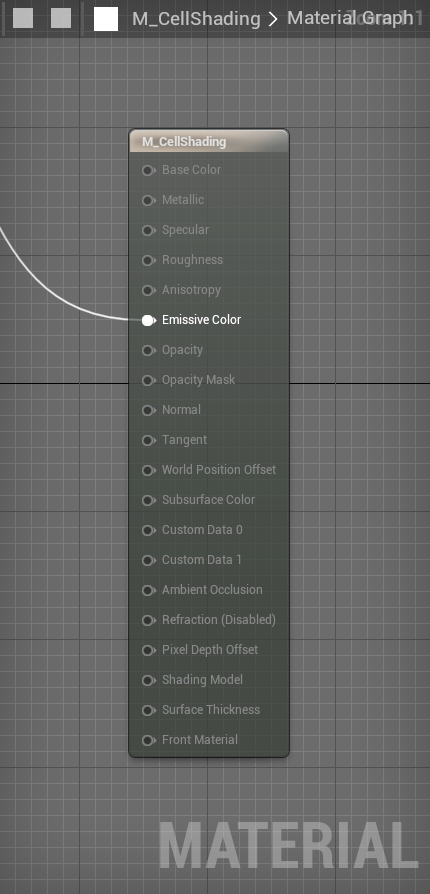 M_CellShading > Material Graph
M_CellShading
Base Color
Metallic
Specular
Roughness
Anisotropy
Emissive Color
Opacity
Opacity Mask
Normal
Tangent
World Position Offset
Subsurface Color
Custom Data 0
Custom Data 1
Ambient Occlusion
Refraction (Disabled)
Pixel Depth Offset
Shading Model
Surface Thickness
Front Material
MATERIAL